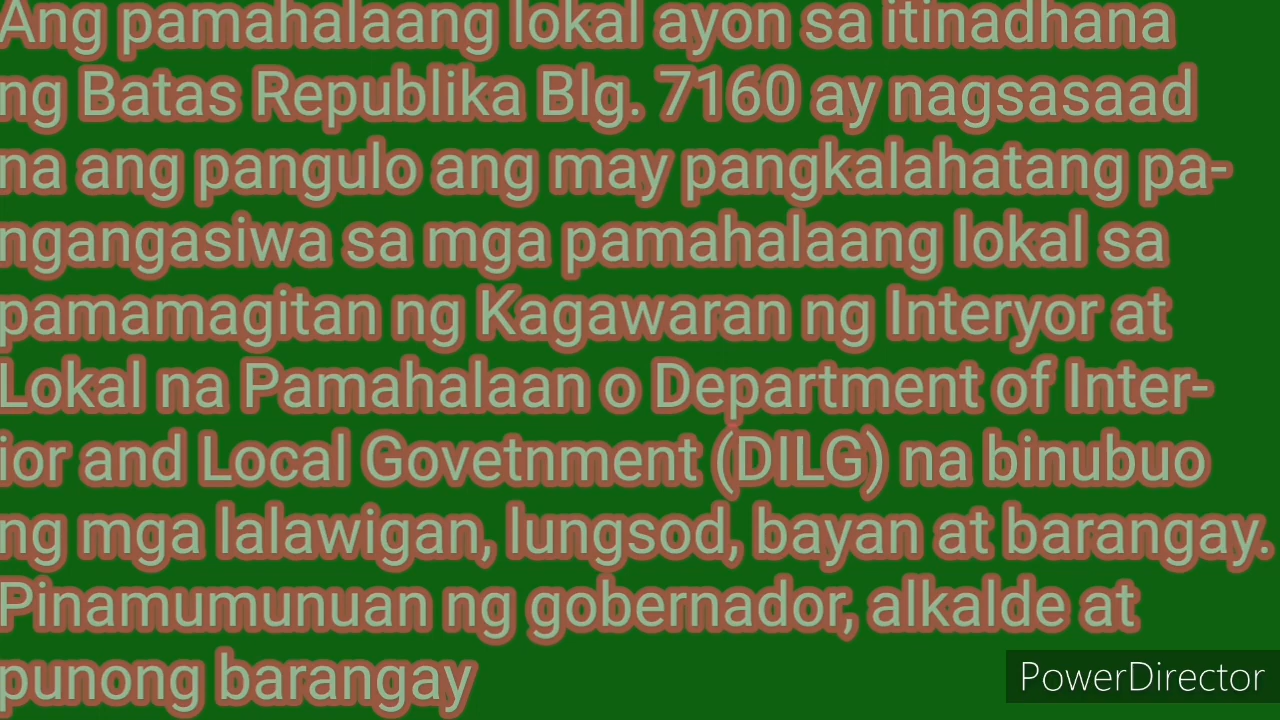 Ang pamahalaang lokal ayon sa itinadhana
ng Batas Republika Blg. 7160 ay nagsasaad
na ang pangulo ang may pangkalahatang pa-
ngangasiwa sa mga pamahalaang lokal sa
pamamagitan ng Kagawaran ng Interyor at
Lokal na Pamahalaan o Department of Inter-
ior and Local Govetnment (DILG) na binubuo
ng mga lalawigan, lungsod, bayan at barangay.
Pinamumunuan ng gobernador, alkalde at
punong barangay
PowerDirector